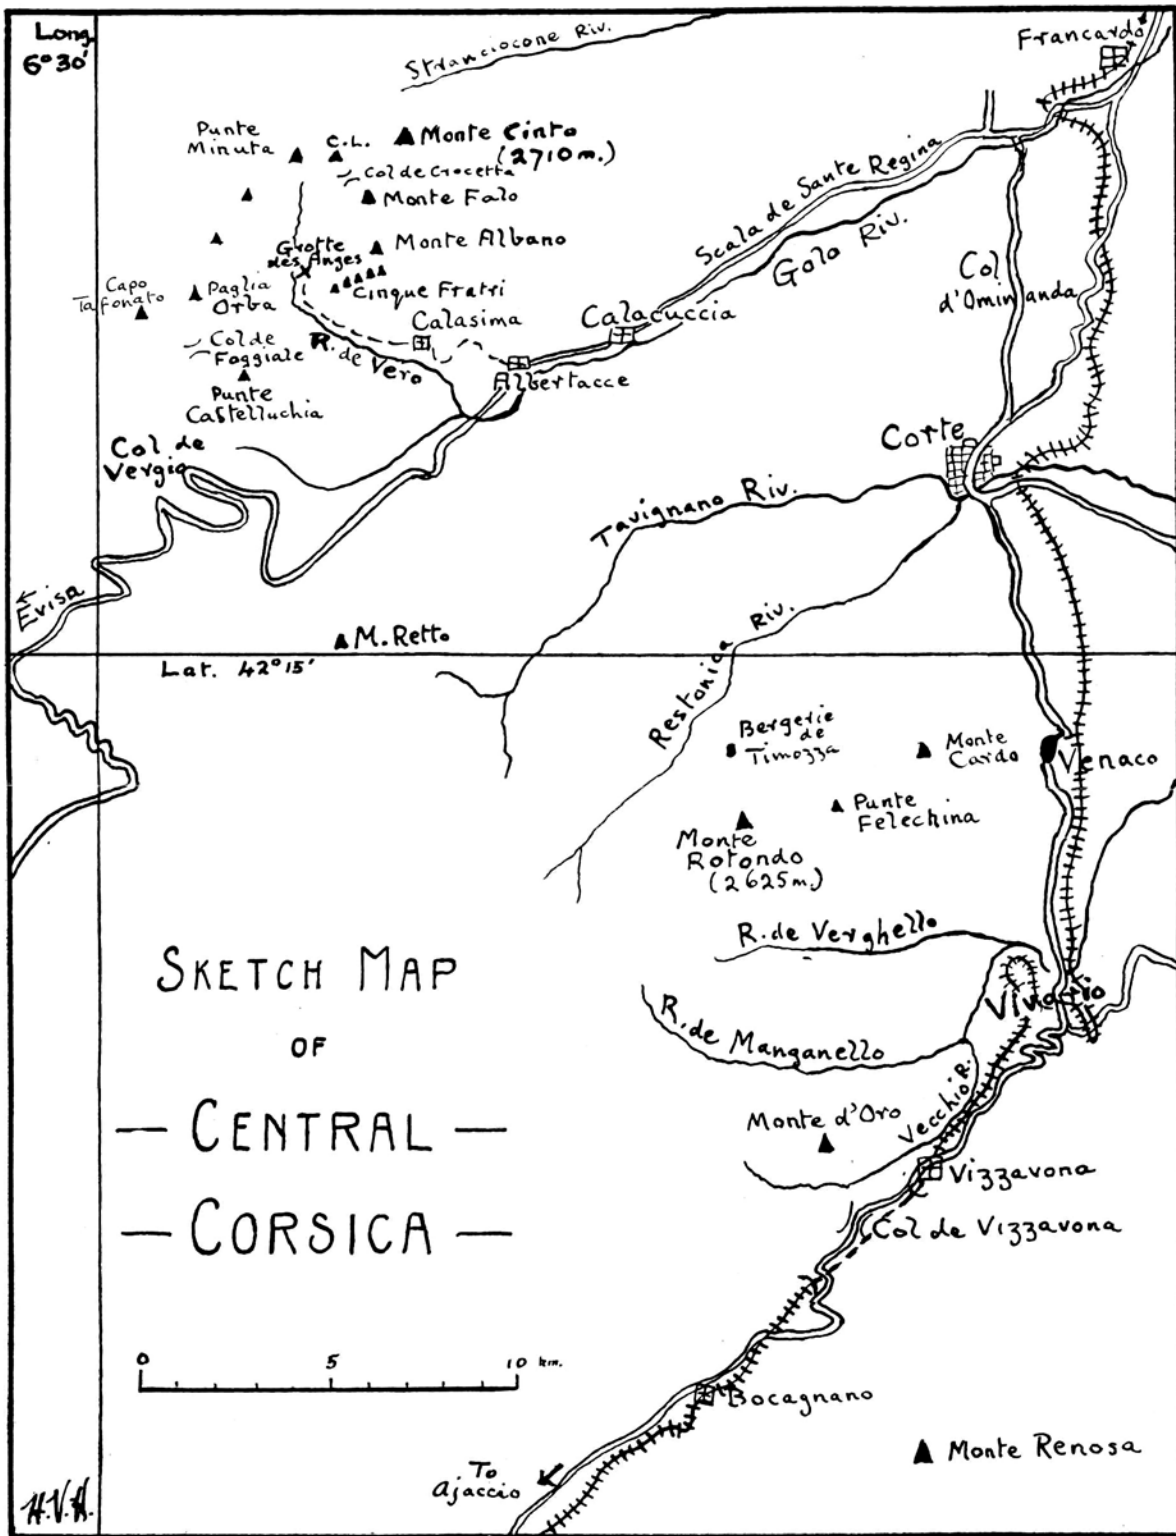 Long.
6° 30'
Stranciocone Riv.
Francardo
Punte
Minuta
C.L.
Monte Cinto
(2710 m.)
Col de Crocetta
Monte Falo
Scala de Sante Regina
Golo Riv.
Grotte
des Anges
Monte Albano
Cinque Fratri
Capo
Tafonato
Paglia
Orba
Col
d'Ominanda
Calasima
Calacuccia
Col de
Foggiale
R. de Vero
Albertacce
Punte
Castelluchia
Col de
Vergio
Corte
Tavignano Riv.
Evisa
Restonica Riv.
M. Retto
Lat. 42° 15'
Bergerie
de
Timozza
Monte
Cardo
Venaco
Punte
Felechina
Monte
Rotondo
(2625 m.)
R. de Verghello
Vivario
R. de Manganello
Vecchio R.
Monte d'Oro
Vizzavona
Col de Vizzavona
SKETCH MAP
OF
— CENTRAL —
— CORSICA —
0 5 10 km.
Bocagnano
Monte Renosa
To
Ajaccio
H.V.H.